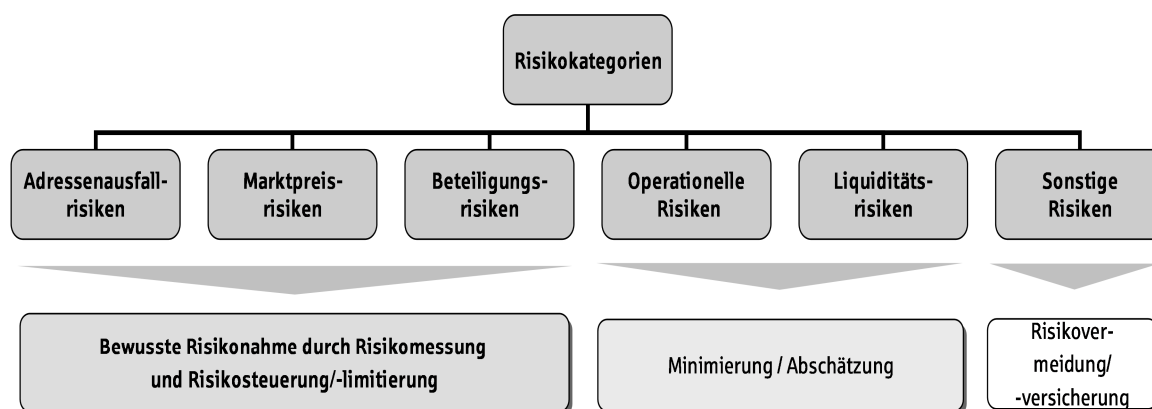 Risikokategorien
Adressenausfall-
risiken
Marktpreis-
risiken
Beteiligungs-
risiken
Operationelle
Risiken
Liquiditäts-
risiken
Sonstige
Risiken
Bewusste Risikonahme durch Risikomessung
und Risikosteuerung/-limitierung
Minimierung / Abschätzung
Risikover-
meidung/
-versicherung